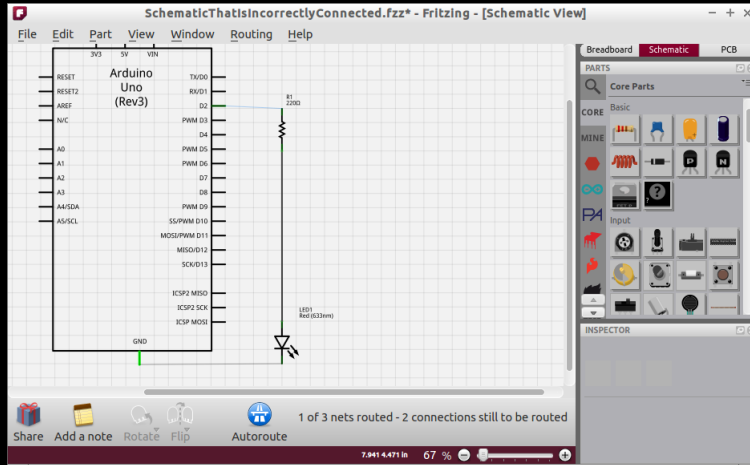 SchematicThatIsIncorrectlyConnected.fzz* - Fritzing - [Schematic View]
File Edit Part View Window Routing Help
3V3 5V VIN
Arduino
Uno
(Rev3)
RESET
RESET2
AREF
N/C
A0
A1
A2
A3
A4/SDA
A5/SCL
TX/D0
RX/D1
D2
PWM D3
D4
PWM D5
PWM D6
D7
D8
PWM D9
SS/PWM D10
MOSI/PWM D11
MISO/D12
SCK/D13
ICSP2 MISO
ICSP2 SCK
ICSP MOSI
GND
R1
220Ω
LED1
Red (633nm)
Breadboard Schematic PCB
PARTS
Core Parts
CORE
MINE
PA
Basic
P N
?
Input
INSPECTOR
Share Add a note Rotate Flip Autoroute
1 of 3 nets routed - 2 connections still to be routed
7.941 4.471 in 67 %